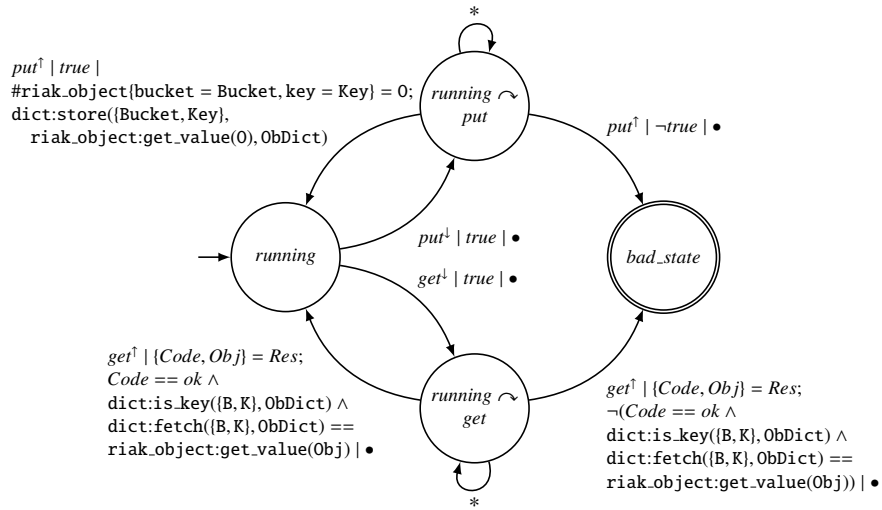 *
put↑ | true |
#riak_object{bucket = Bucket, key = Key} = O;
dict:store({Bucket, Key},
riak_object:get_value(O), ObDict)
running ↷
put
put↑ | ¬true | •
running
put↓ | true | •
get↓ | true | •
bad_state
get↑ | {Code, Obj} = Res;
Code == ok ∧
dict:is_key({B, K}, ObDict) ∧
dict:fetch({B, K}, ObDict) ==
riak_object:get_value(Obj) | •
running ↷
get
get↑ | {Code, Obj} = Res;
¬(Code == ok ∧
dict:is_key({B, K}, ObDict) ∧
dict:fetch({B, K}, ObDict) ==
riak_object:get_value(Obj)) | •
*